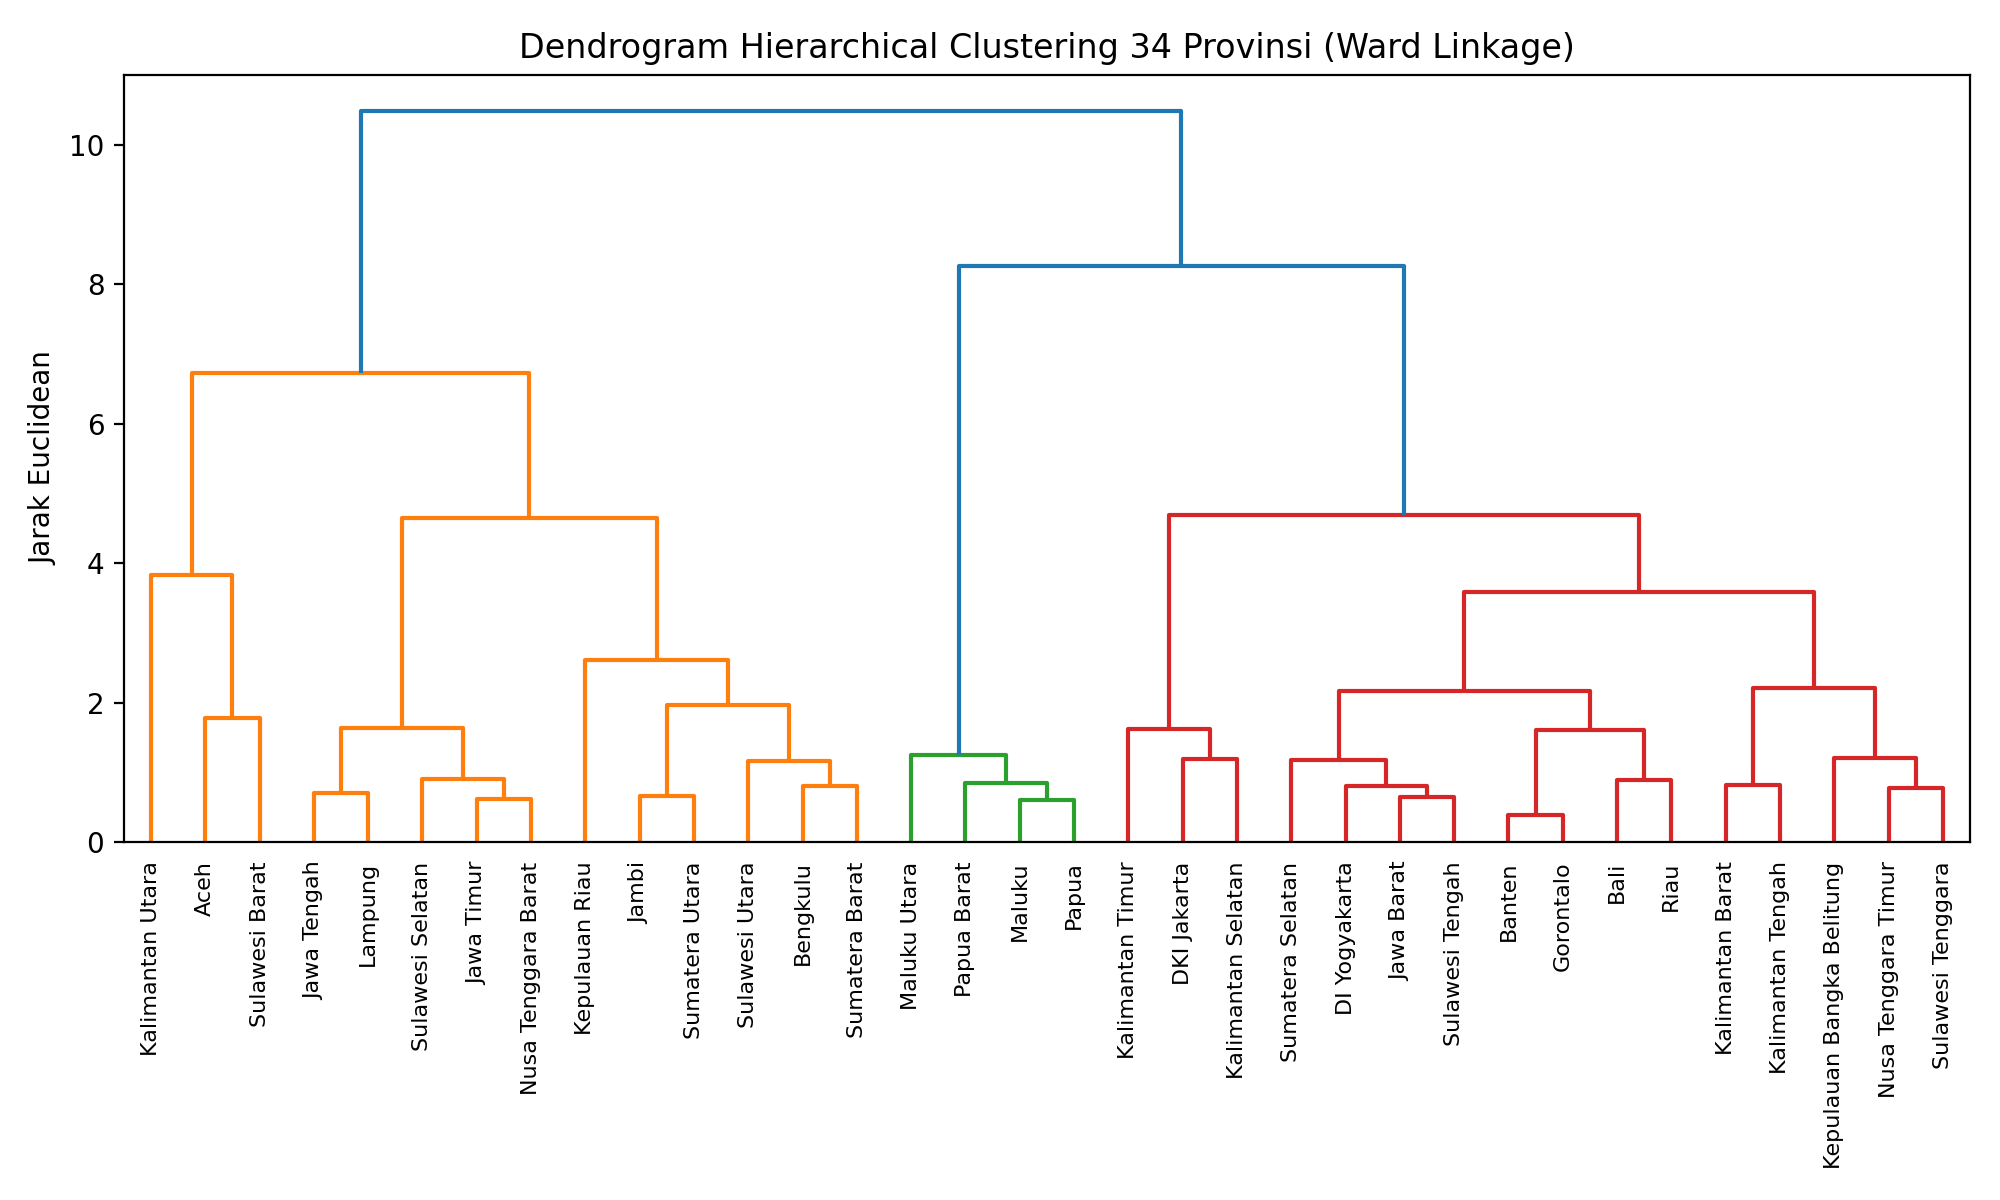 Dendrogram Hierarchical Clustering 34 Provinsi (Ward Linkage)
Jarak Euclidean
10
8
6
4
2
0
Kalimantan Utara
Aceh
Sulawesi Barat
Jawa Tengah
Lampung
Sulawesi Selatan
Jawa Timur
Nusa Tenggara Barat
Kepulauan Riau
Jambi
Sumatera Utara
Sulawesi Utara
Bengkulu
Sumatera Barat
Maluku Utara
Papua Barat
Maluku
Papua
Kalimantan Timur
DKI Jakarta
Kalimantan Selatan
Sumatera Selatan
DI Yogyakarta
Jawa Barat
Sulawesi Tengah
Banten
Gorontalo
Bali
Riau
Kalimantan Barat
Kalimantan Tengah
Kepulauan Bangka Belitung
Nusa Tenggara Timur
Sulawesi Tenggara